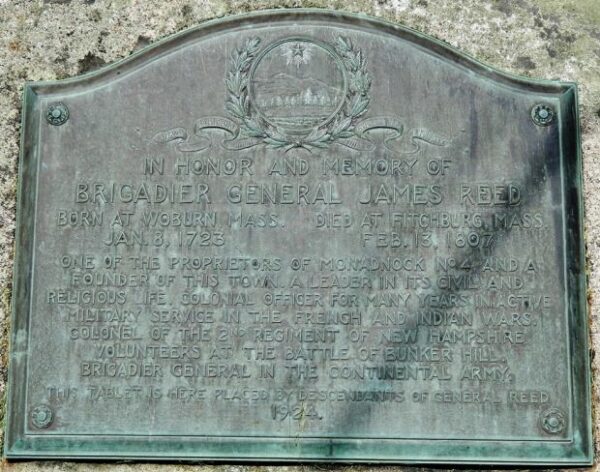 IN HONOR AND MEMORY OF
BRIGADIER GENERAL JAMES REED
BORN AT WOBURN MASS. DIED AT FITCHBURG MASS.
JAN. 8, 1723 FEB. 13, 1807
ONE OF THE PROPRIETORS OF MONADNOCK NO. 4 AND A
FOUNDER OF THIS TOWN. A LEADER IN ITS CIVIL AND
RELIGIOUS LIFE. COLONIAL OFFICER FOR MANY YEARS IN ACTIVE
MILITARY SERVICE IN THE FRENCH AND INDIAN WARS.
COLONEL OF THE 2ND REGIMENT OF NEW HAMPSHIRE
VOLUNTEERS AT THE BATTLE OF BUNKER HILL.
BRIGADIER GENERAL IN THE CONTINENTAL ARMY.
THIS TABLET IS HERE PLACED BY DESCENDANTS OF GENERAL REED
1924.